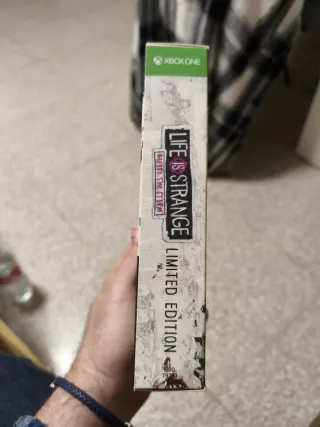 XBOX ONE
LIFE IS STRANGE
BEFORE THE STORM
LIMITED EDITION